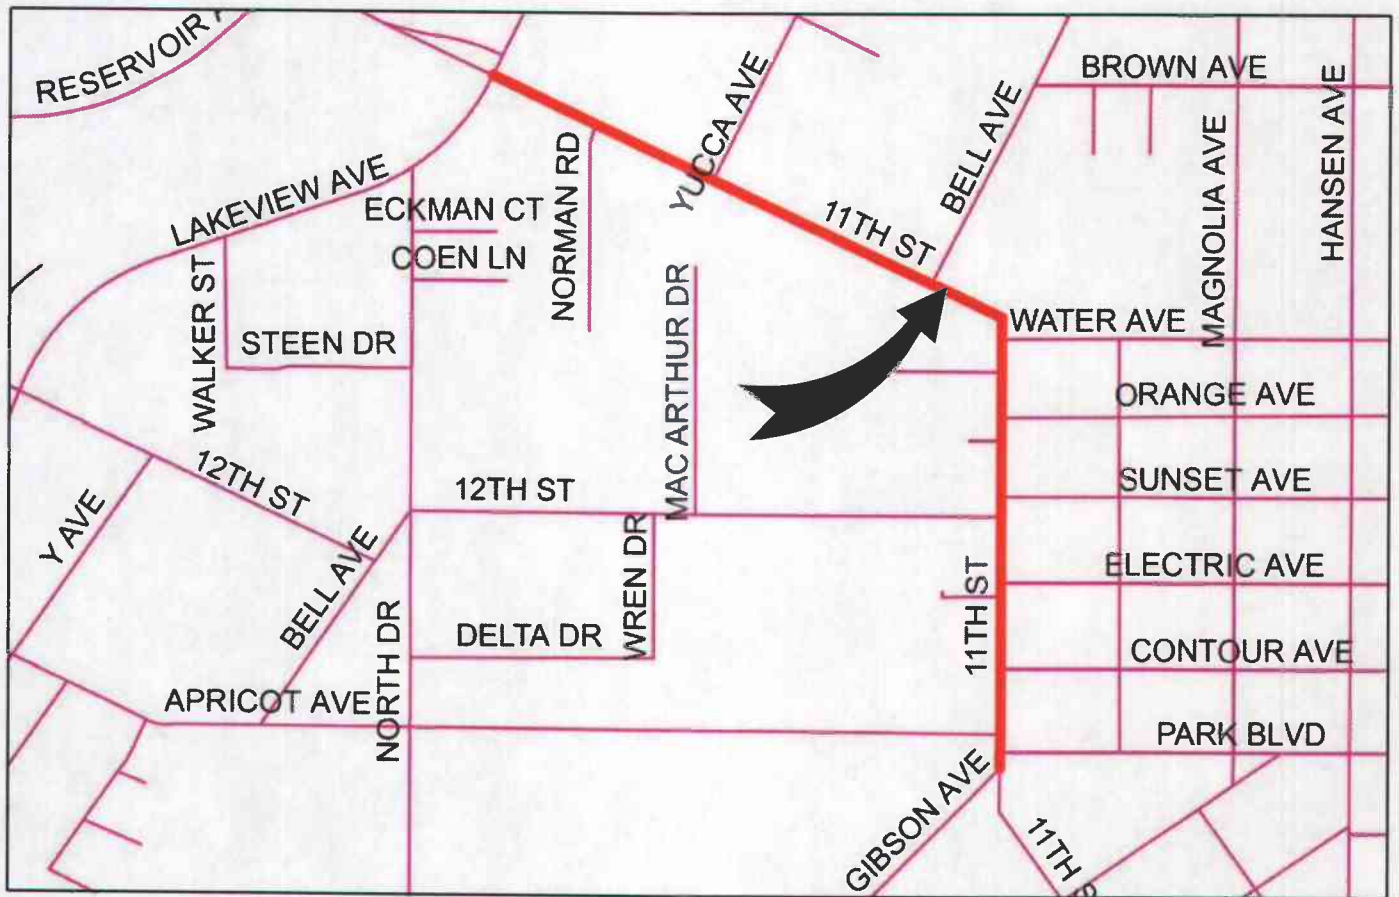 RESERVOIR
BROWN AVE
YUCCA AVE
BELL AVE
MAGNOLIA AVE
HANSEN AVE
NORMAN RD
LAKEVIEW AVE
ECKMAN CT
COEN LN
11TH ST
WALKER ST
STEEN DR
MAC ARTHUR DR
WATER AVE
ORANGE AVE
12TH ST
12TH ST
SUNSET AVE
Y AVE
BELL AVE
WREN DR
11TH ST
ELECTRIC AVE
NORTH DR
DELTA DR
CONTOUR AVE
APRICOT AVE
PARK BLVD
GIBSON AVE
11TH S